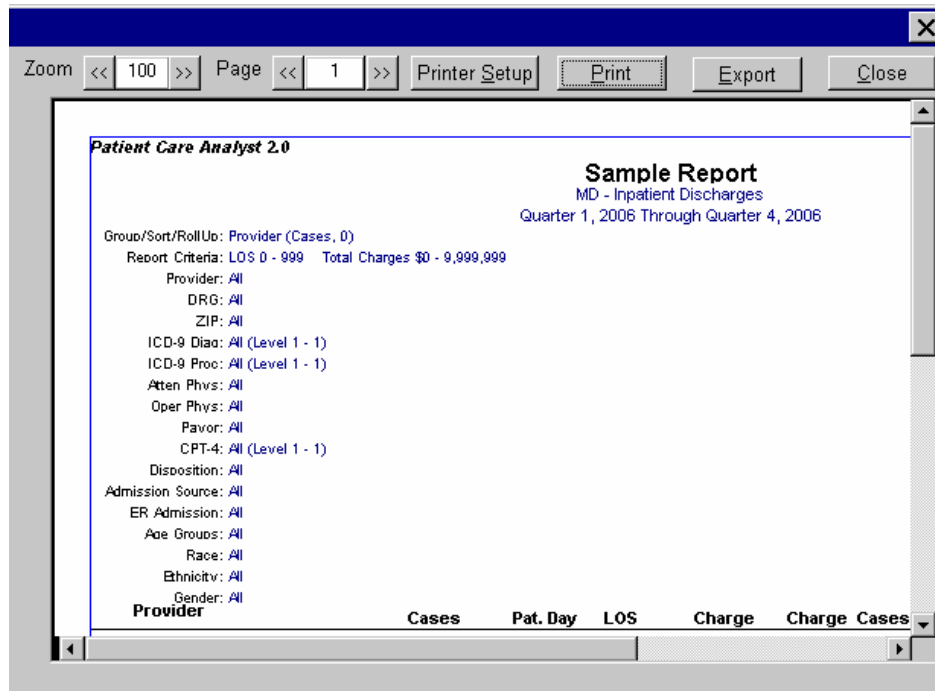 Zoom << 100 >> Page << 1 >> Printer Setup Print Export Close
Patient Care Analyst 2.0
Sample Report
MD - Inpatient Discharges
Quarter 1, 2006 Through Quarter 4, 2006
Group/Sort/RollUp: Provider (Cases, 0)
Report Criteria: LOS 0 - 999 Total Charges $0 - 9,999,999
Provider: All
DRG: All
ZIP: All
ICD-9 Diag: All (Level 1 - 1)
ICD-9 Proc: All (Level 1 - 1)
Atten Phys: All
Oper Phys: All
Payor: All
CPT-4: All (Level 1 - 1)
Disposition: All
Admission Source: All
ER Admission: All
Age Groups: All
Race: All
Ethnicity: All
Gender: All
Provider Cases Pat. Day LOS Charge Charge Cases